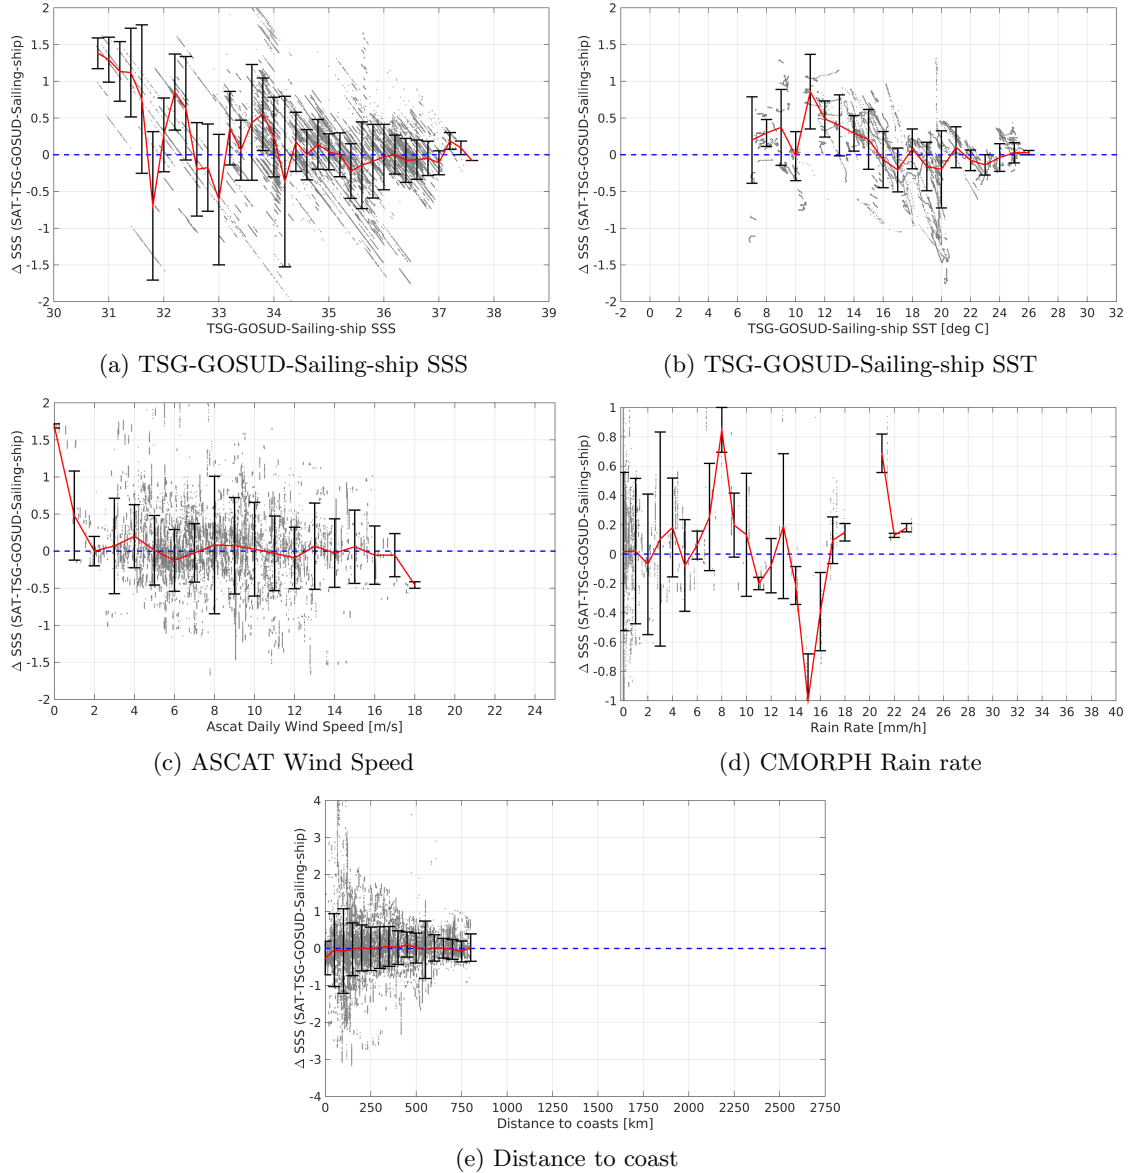 2
1.5
1
0.5
0
-0.5
-1
-1.5
-2
30 31 32 33 34 35 36 37 38 39
TSG-GOSUD-Sailing-ship SSS
Δ SSS (SAT-TSG-GOSUD-Sailing-ship)
(a) TSG-GOSUD-Sailing-ship SSS
2
1.5
1
0.5
0
-0.5
-1
-1.5
-2
-2 0 2 4 6 8 10 12 14 16 18 20 22 24 26 28 30 32
TSG-GOSUD-Sailing-ship SST [deg C]
Δ SSS (SAT-TSG-GOSUD-Sailing-ship)
(b) TSG-GOSUD-Sailing-ship SST
2
1.5
1
0.5
0
-0.5
-1
-1.5
-2
0 2 4 6 8 10 12 14 16 18 20 22 24
Ascat Daily Wind Speed [m/s]
Δ SSS (SAT-TSG-GOSUD-Sailing-ship)
(c) ASCAT Wind Speed
1
0.8
0.6
0.4
0.2
0
-0.2
-0.4
-0.6
-0.8
-1
0 2 4 6 8 10 12 14 16 18 20 22 24 26 28 30 32 34 36 38 40
Rain Rate [mm/h]
Δ SSS (SAT-TSG-GOSUD-Sailing-ship)
(d) CMORPH Rain rate
4
3
2
1
0
-1
-2
-3
-4
0 250 500 750 1000 1250 1500 1750 2000 2250 2500 2750
Distance to coasts [km]
Δ SSS (SAT-TSG-GOSUD-Sailing-ship)
(e) Distance to coast